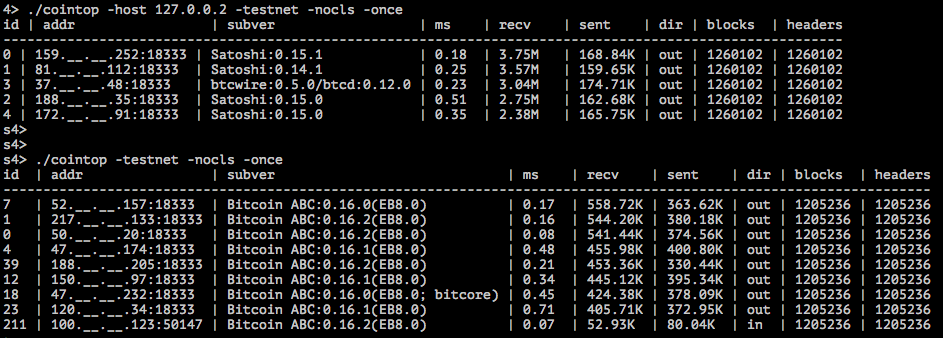 4> ./cointop -host 127.0.0.2 -testnet -nocls -once
id | addr | subver | ms | recv | sent | dir | blocks | headers
--------------------------------------------------------------------------------------------------------
0 | 159.__.__.252:18333 | Satoshi:0.15.1 | 0.18 | 3.75M | 168.84K | out | 1260102 | 1260102
1 | 81.__.__.112:18333 | Satoshi:0.14.1 | 0.25 | 3.57M | 159.65K | out | 1260102 | 1260102
3 | 37.__.__.48:18333 | btcwire:0.5.0/btcd:0.12.0 | 0.23 | 3.04M | 174.71K | out | 1260102 | 1260102
2 | 188.__.__.35:18333 | Satoshi:0.15.0 | 0.51 | 2.75M | 162.68K | out | 1260102 | 1260102
4 | 172.__.__.91:18333 | Satoshi:0.15.0 | 0.35 | 2.38M | 165.75K | out | 1260102 | 1260102
s4>
s4>
s4> ./cointop -testnet -nocls -once
id | addr | subver | ms | recv | sent | dir | blocks | headers
-----------------------------------------------------------------------------------------------------------------
7 | 52.__.__.157:18333 | Bitcoin ABC:0.16.0(EB8.0) | 0.17 | 558.72K | 363.62K | out | 1205236 | 1205236
1 | 217.__.__.133:18333 | Bitcoin ABC:0.16.2(EB8.0) | 0.16 | 544.20K | 380.18K | out | 1205236 | 1205236
0 | 50.__.__.20:18333 | Bitcoin ABC:0.16.2(EB8.0) | 0.08 | 541.44K | 374.56K | out | 1205236 | 1205236
4 | 47.__.__.174:18333 | Bitcoin ABC:0.16.1(EB8.0) | 0.48 | 455.98K | 400.80K | out | 1205236 | 1205236
39 | 188.__.__.205:18333 | Bitcoin ABC:0.16.2(EB8.0) | 0.21 | 453.36K | 330.44K | out | 1205236 | 1205236
12 | 150.__.__.97:18333 | Bitcoin ABC:0.16.1(EB8.0) | 0.34 | 445.12K | 395.34K | out | 1205236 | 1205236
18 | 47.__.__.232:18333 | Bitcoin ABC:0.16.0(EB8.0; bitcore) | 0.45 | 424.38K | 378.09K | out | 1205236 | 1205236
23 | 120.__.__.34:18333 | Bitcoin ABC:0.16.1(EB8.0) | 0.71 | 405.71K | 372.95K | out | 1205236 | 1205236
211 | 100.__.__.123:50147 | Bitcoin ABC:0.16.2(EB8.0) | 0.07 | 52.93K | 80.04K | in | 1205236 | 1205236